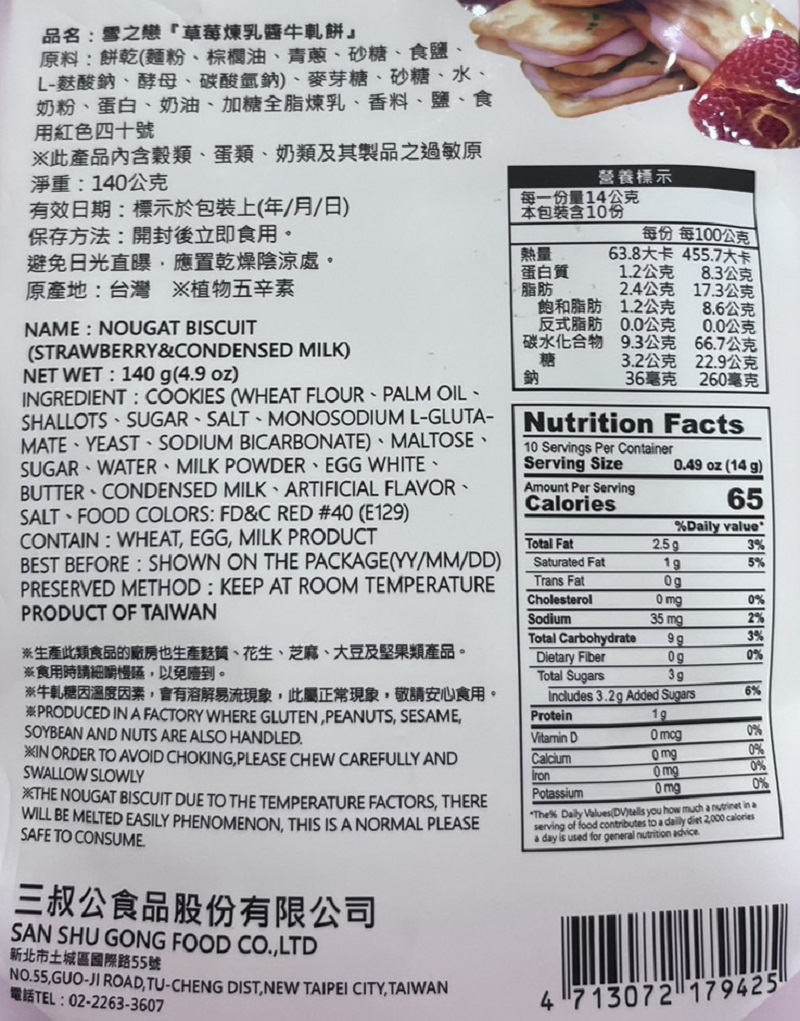 品名：雪之戀『草莓煉乳醬牛軋餅』
原料：餅乾(麵粉、棕櫚油、青蔥、砂糖、食鹽、
L-麩酸鈉、酵母、碳酸氫鈉)、麥芽糖、砂糖、水、
奶粉、蛋白、奶油、加糖全脂煉乳、香料、鹽、食
用紅色四十號
※此產品內含穀類、蛋類、奶類及其製品之過敏原
淨重：140公克
有效日期：標示於包裝上(年/月/日)
保存方法：開封後立即食用。
避免日光直曝，應置乾燥陰涼處。
原產地：台灣 ※植物五辛素
NAME：NOUGAT BISCUIT
(STRAWBERRY&CONDENSED MILK)
NET WET：140 g(4.9 oz)
INGREDIENT：COOKIES (WHEAT FLOUR、PALM OIL、
SHALLOTS、SUGAR、SALT、MONOSODIUM L-GLUTA-
MATE、YEAST、SODIUM BICARBONATE)、MALTOSE、
SUGAR、WATER、MILK POWDER、EGG WHITE、
BUTTER、CONDENSED MILK、ARTIFICIAL FLAVOR、
SALT、FOOD COLORS: FD&C RED #40 (E129)
CONTAIN：WHEAT, EGG, MILK PRODUCT
BEST BEFORE：SHOWN ON THE PACKAGE(YY/MM/DD)
PRESERVED METHOD：KEEP AT ROOM TEMPERATURE
PRODUCT OF TAIWAN
※生產此類食品的廠房也生產麩質、花生、芝麻、大豆及堅果類產品。
※食用時請細嚼慢嚥，以免噎到。
※牛軋糖因溫度因素，會有溶解易流現象，此屬正常現象，敬請安心食用。
※PRODUCED IN A FACTORY WHERE GLUTEN ,PEANUTS, SESAME,
SOYBEAN AND NUTS ARE ALSO HANDLED.
※IN ORDER TO AVOID CHOKING,PLEASE CHEW CAREFULLY AND
SWALLOW SLOWLY
※THE NOUGAT BISCUIT DUE TO THE TEMPERATURE FACTORS, THERE
WILL BE MELTED EASILY PHENOMENON, THIS IS A NORMAL PLEASE
SAFE TO CONSUME.
三叔公食品股份有限公司
SAN SHU GONG FOOD CO.,LTD
新北市土城區國際路55號
NO.55,GUO-JI ROAD,TU-CHENG DIST,NEW TAIPEI CITY,TAIWAN
電話TEL：02-2263-3607
營養標示
每一份量14公克
本包裝含10份
每份 每100公克
熱量 63.8大卡 455.7大卡
蛋白質 1.2公克 8.3公克
脂肪 2.4公克 17.3公克
飽和脂肪 1.2公克 8.6公克
反式脂肪 0.0公克 0.0公克
碳水化合物 9.3公克 66.7公克
糖 3.2公克 22.9公克
鈉 36毫克 260毫克
Nutrition Facts
10 Servings Per Container
Serving Size 0.49 oz (14 g)
Amount Per Serving
Calories 65
%Daily value*
Total Fat 2.5 g 3%
Saturated Fat 1 g 5%
Trans Fat 0 g
Cholesterol 0 mg 0%
Sodium 35 mg 2%
Total Carbohydrate 9 g 3%
Dietary Fiber 0 g 0%
Total Sugars 3 g
Includes 3.2g Added Sugars 6%
Protein 1 g
Vitamin D 0 mcg 0%
Calcium 0 mg 0%
Iron 0 mg 0%
Potassium 0 mg 0%
*The% Daily Values(DV)tells you how much a nutrinet in a
serving of food contributes to a dailly diet 2,000 calories
a day is used for general nutrition advice.
4 713072 179425